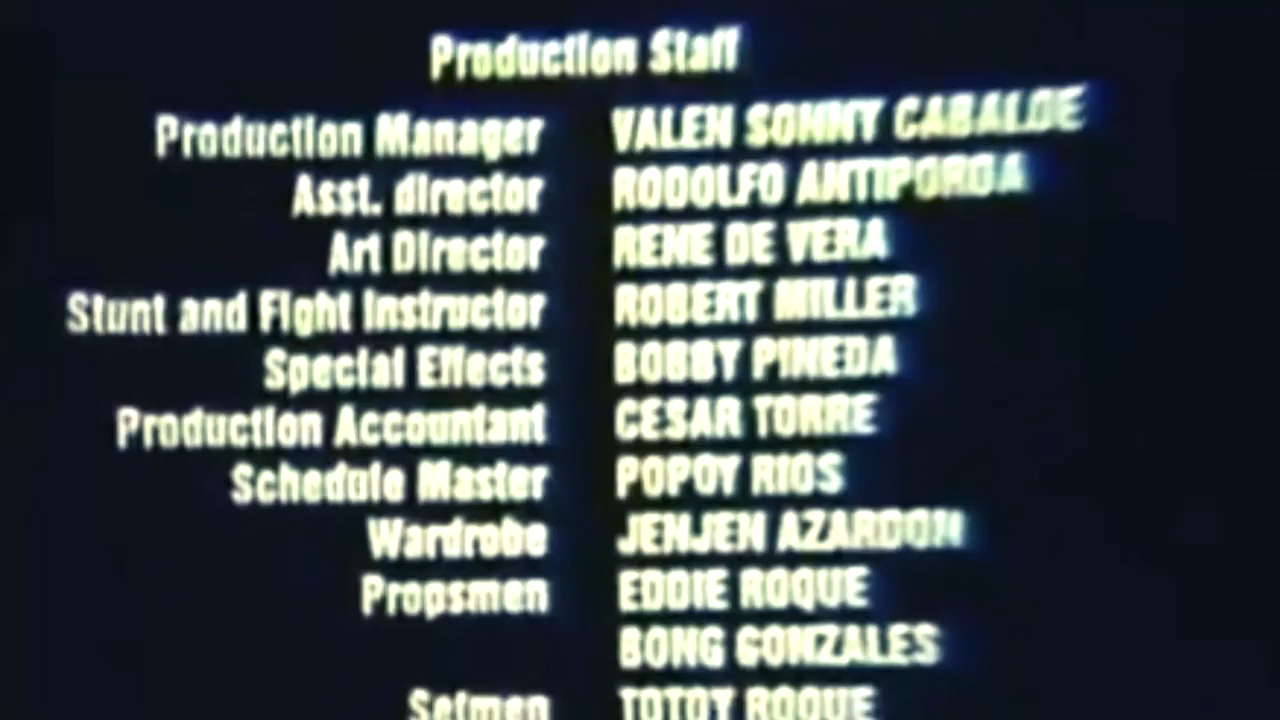 Production Staff
Production Manager VALEN SONNY CABALDE
Asst. director RODOLFO ANTIPORDA
Art Director RENE DE VERA
Stunt and Fight Instructor ROBERT MILLER
Special Effects BOBBY PINEDA
Production Accountant CESAR TORRE
Schedule Master POPOY RIOS
Wardrobe JENJEN AZARDON
Propsmen EDDIE ROQUE
BONG GONZALES
Setmen TOTOY ROQUE